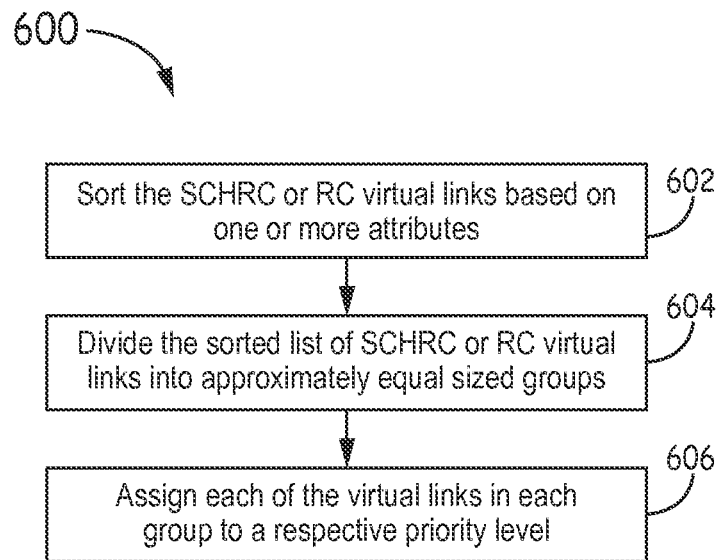 600
Sort the SCHRC or RC virtual links based on
one or more attributes
602
Divide the sorted list of SCHRC or RC virtual
links into approximately equal sized groups
604
Assign each of the virtual links in each
group to a respective priority level
606